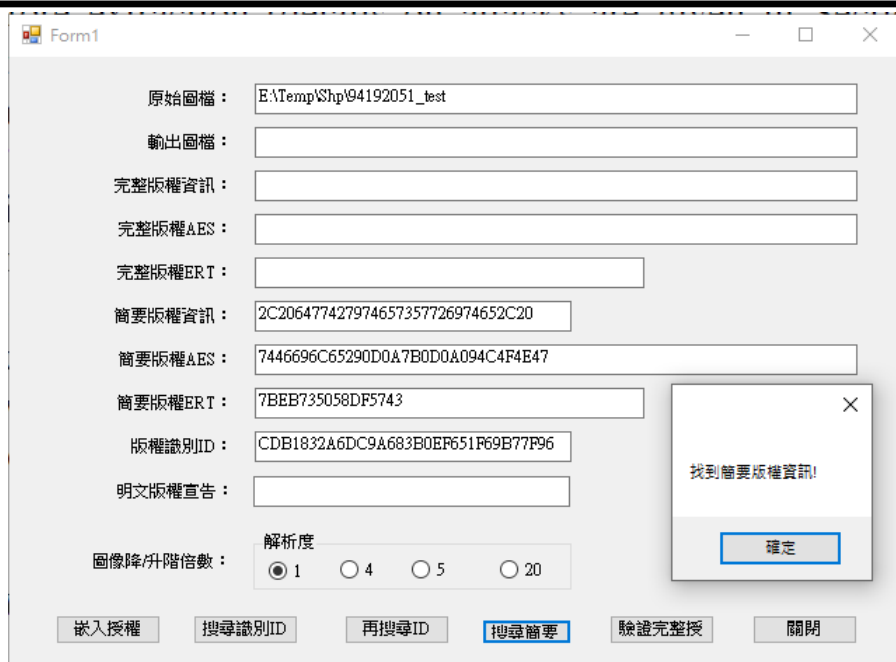 Form1
原始圖檔： E:\Temp\Shp\94192051_test
輸出圖檔：
完整版權資訊：
完整版權AES：
完整版權ERT：
簡要版權資訊： 2C206477427974657357726974652C20
簡要版權AES： 7446696C65290D0A7B0D0A094C4F4E47
簡要版權ERT： 7BEB735058DF5743
版權識別ID： CDB1832A6DC9A683B0EF651F69B77F96
明文版權宣告：
找到簡要版權資訊!
確定
圖像降/升階倍數：
解析度
1 4 5 20
嵌入授權 搜尋識別ID 再搜尋ID 搜尋簡要 驗證完整授 關閉